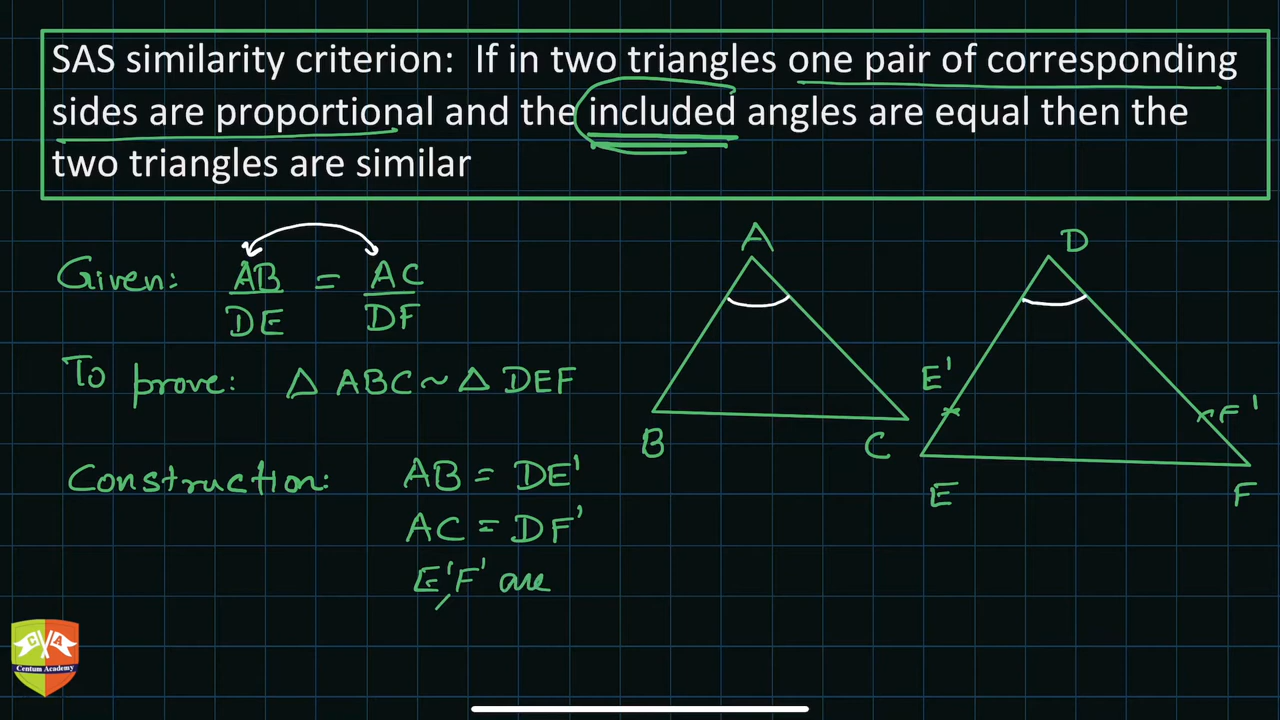 SAS similarity criterion: If in two triangles one pair of corresponding
sides are proportional and the included angles are equal then the
two triangles are similar
Given: AB/DE = AC/DF
To prove: △ ABC ~ △ DEF
Construction: AB = DE'
AC = DF'
E'F' are
A
B
C
D
E'
F'
E
F
C A
Centum Academy